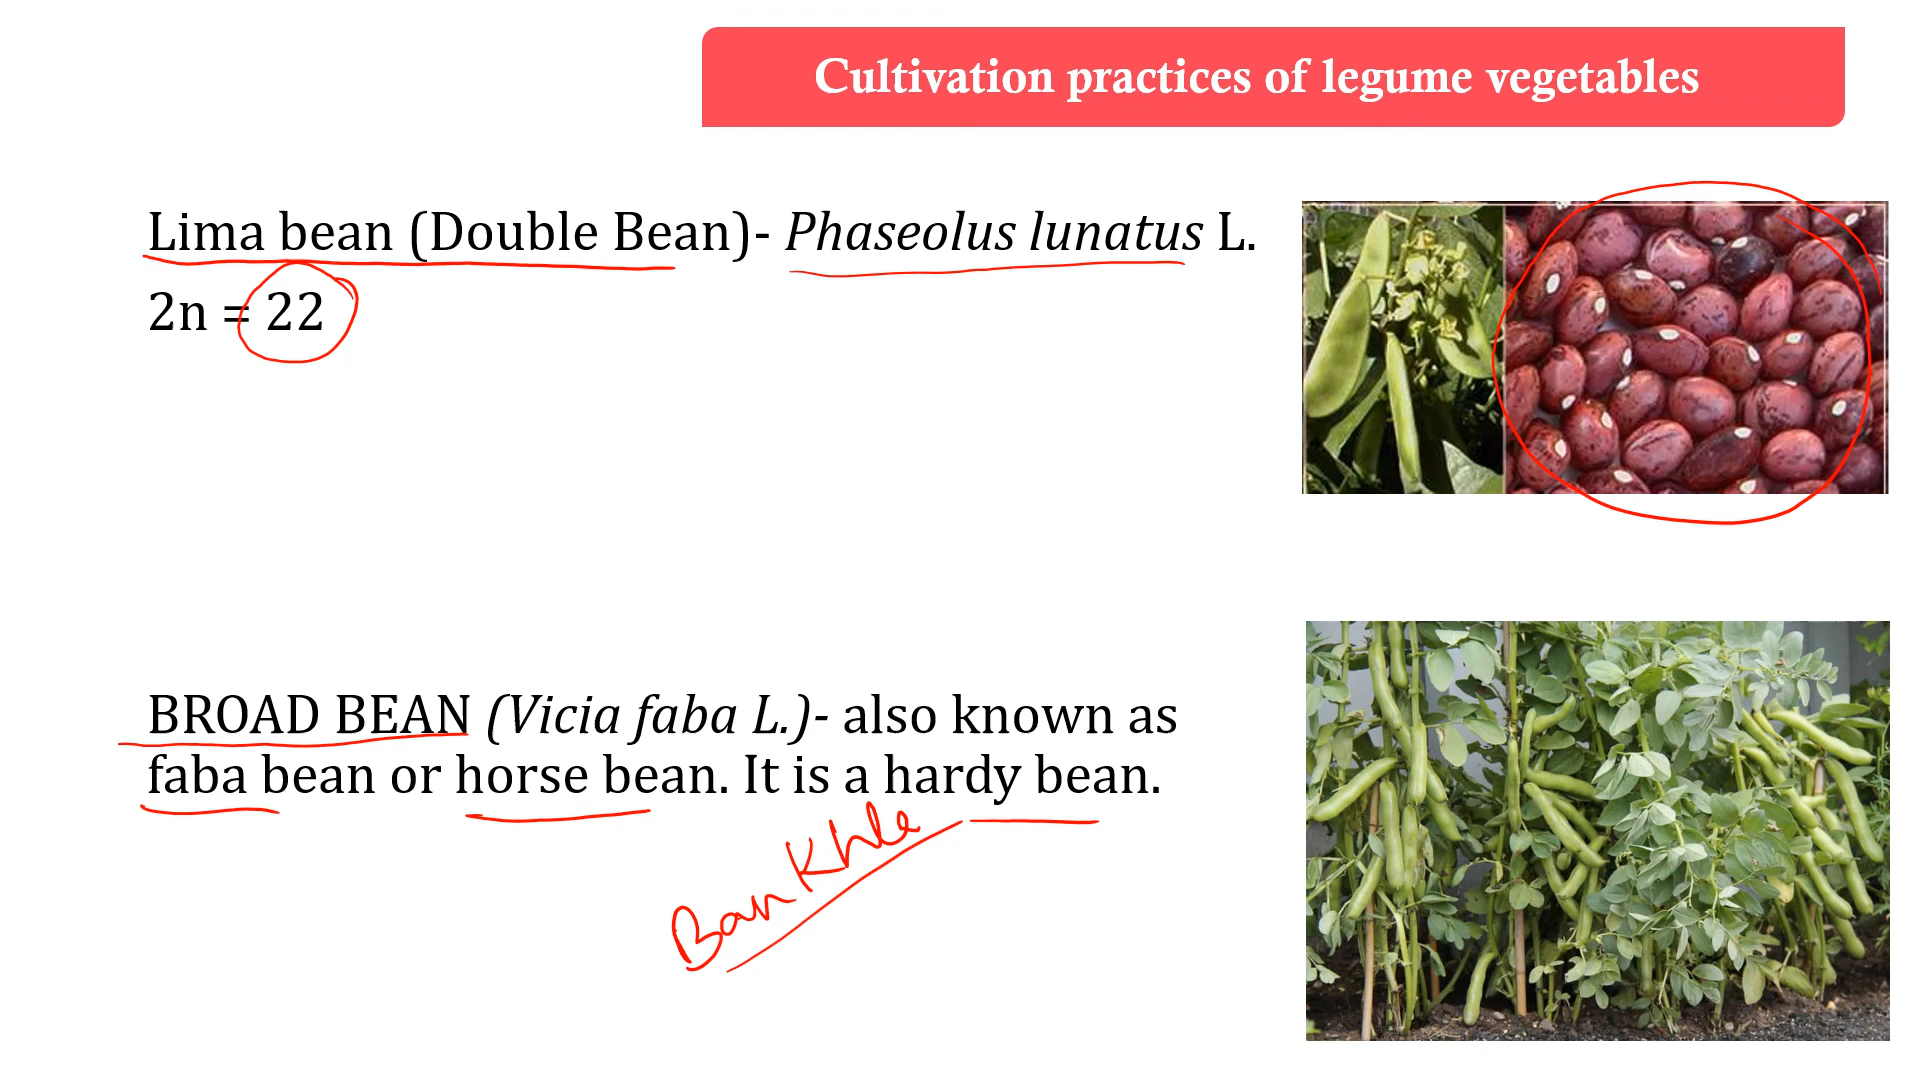 Cultivation practices of legume vegetables
Lima bean (Double Bean)- Phaseolus lunatus L.
2n = 22
BROAD BEAN (Vicia faba L.)- also known as
faba bean or horse bean. It is a hardy bean.
Ban